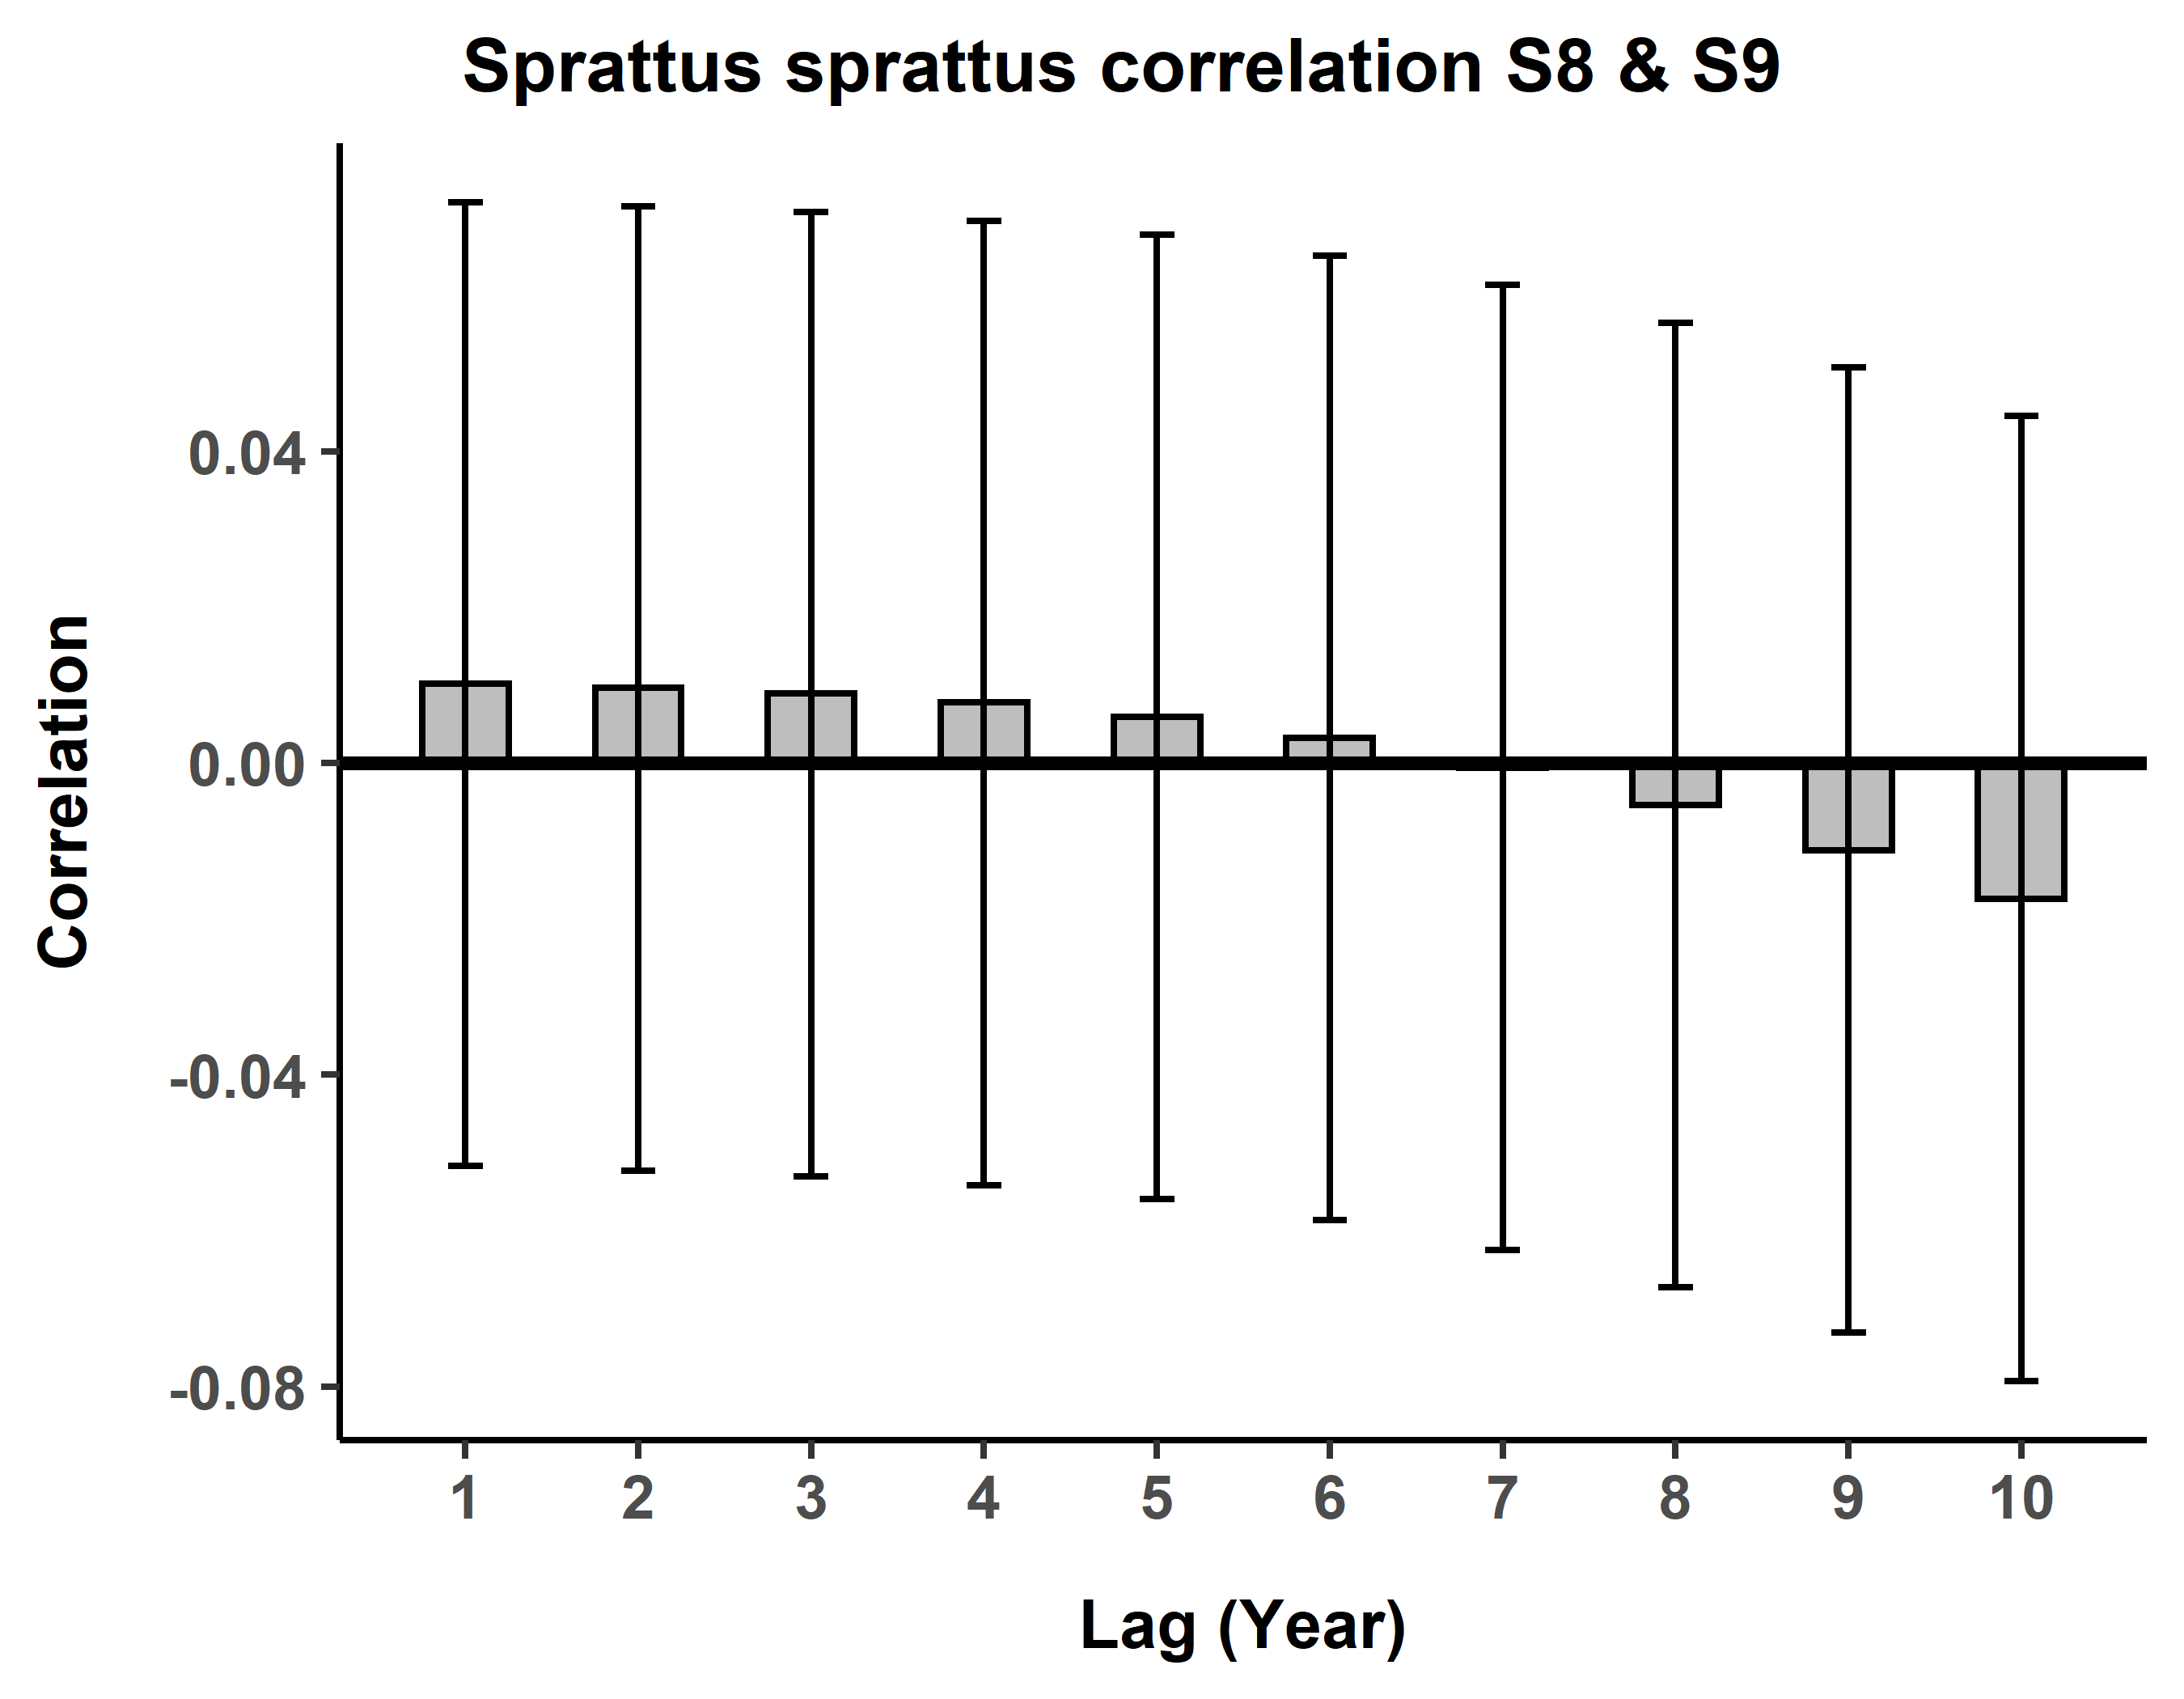 Sprattus sprattus correlation S8 & S9
Correlation
0.04
0.00
-0.04
-0.08
1 2 3 4 5 6 7 8 9 10
Lag (Year)